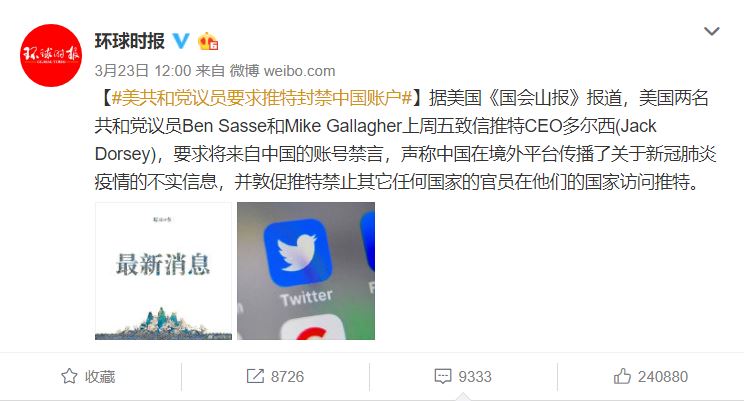 环球时报
GLOBAL TIMES
环球时报
3月23日 12:00 来自 微博 weibo.com
【#美共和党议员要求推特封禁中国账户#】据美国《国会山报》报道，美国两名
共和党议员Ben Sasse和Mike Gallagher上周五致信推特CEO多尔西(Jack
Dorsey)，要求将来自中国的账号禁言，声称中国在境外平台传播了关于新冠肺炎
疫情的不实信息，并敦促推特禁止其它任何国家的官员在他们的国家访问推特。
最新消息
Twitter
收藏
8726
9333
240880